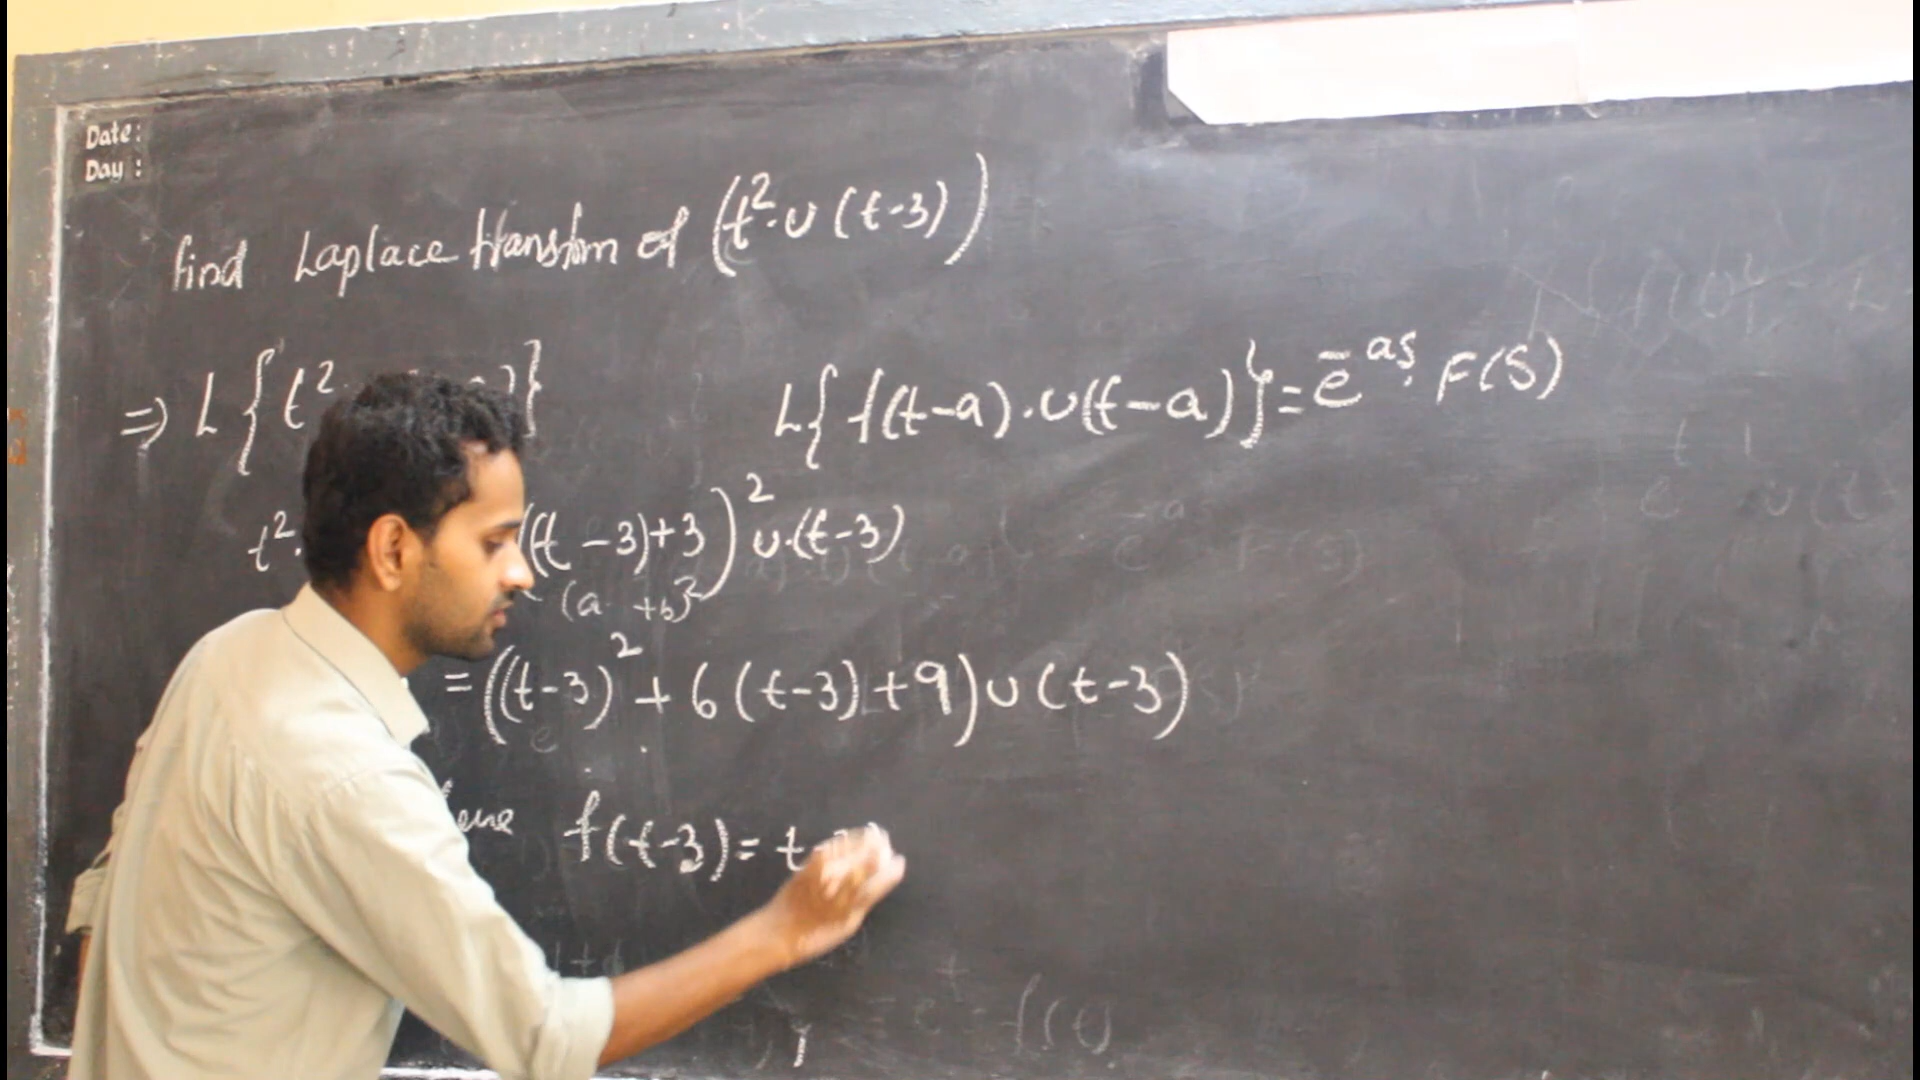 Date:
Day:
find Laplace transfom of (t²·u(t-3))
⇒ L{t² }
L{f(t-a)·u(t-a)}=e^-as·F(S)
t²· ((t-3)+3)² u·(t-3)
(a +b)²
=((t-3)²+6(t-3)+9)u(t-3)
f(t-3)= t